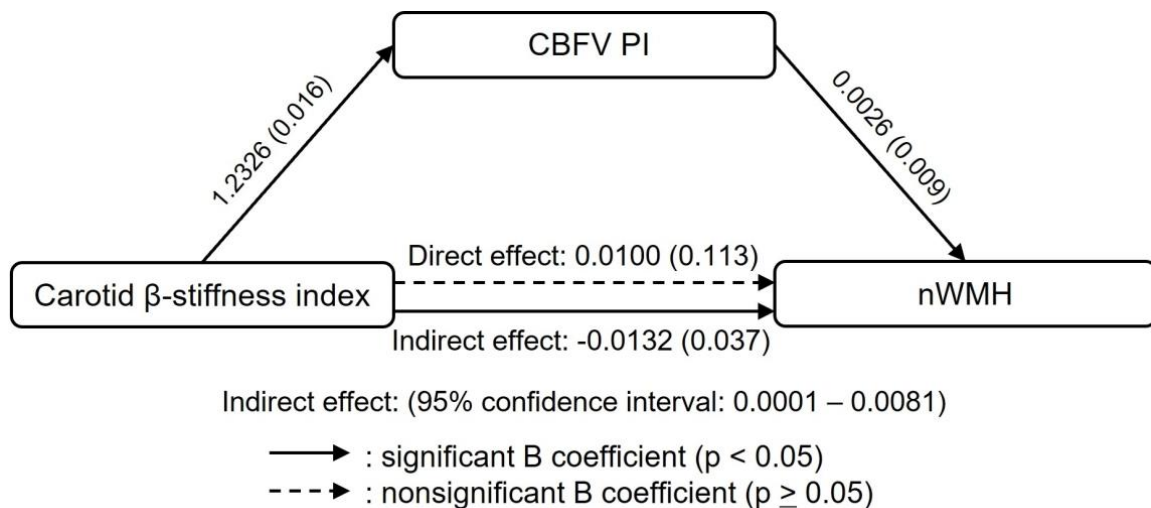 CBFV PI
1.2326 (0.016)
0.0026 (0.009)
Carotid β-stiffness index
Direct effect: 0.0100 (0.113)
Indirect effect: -0.0132 (0.037)
nWMH
Indirect effect: (95% confidence interval: 0.0001 – 0.0081)
: significant B coefficient (p < 0.05)
: nonsignificant B coefficient (p ≥ 0.05)